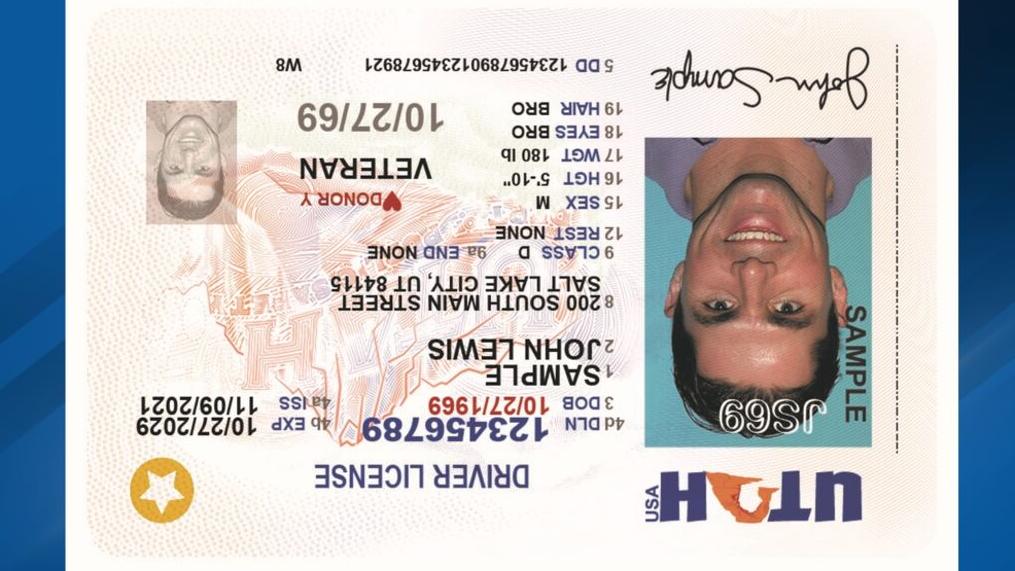 UTAH USA
DRIVER LICENSE
4d DLN 123456789 4b EXP 10/27/2029
3 DOB 10/27/1969 4a ISS 11/09/2021
1 SAMPLE
2 JOHN LEWIS
8 200 SOUTH MAIN STREET
SALT LAKE CITY, UT 84115
9 CLASS D 9a END NONE
12 REST NONE
15 SEX M
16 HGT 5'-10"
17 WGT 180 lb
18 EYES BRO
19 HAIR BRO
DONOR Y
VETERAN
10/27/69
5 DD 123456789012345678921 W8
JS69
SAMPLE
John Sample